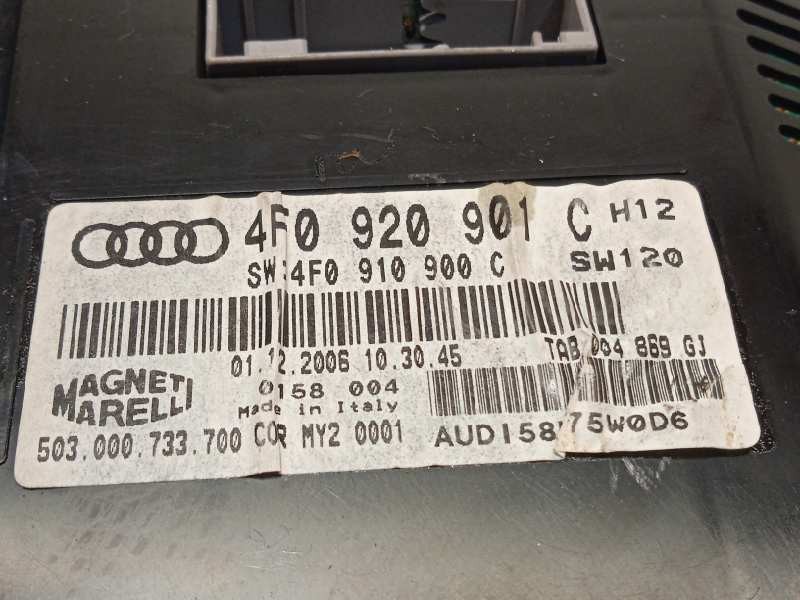 4F0 920 901 C H12
SW:4F0 910 900 C SW120
01.12.2006 10.30.45 TAB 004 869 GJ
MAGNETI MARELLI
0158 004
Made in Italy
503.000.733.700 COR MY2 0001